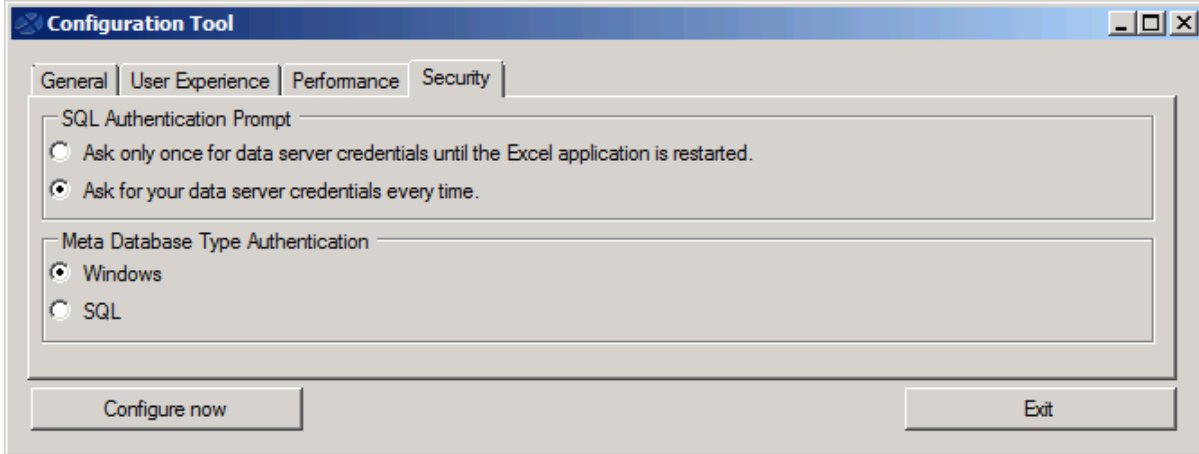 Configuration Tool
General User Experience Performance Security
SQL Authentication Prompt
Ask only once for data server credentials until the Excel application is restarted.
Ask for your data server credentials every time.
Meta Database Type Authentication
Windows
SQL
Configure now Exit